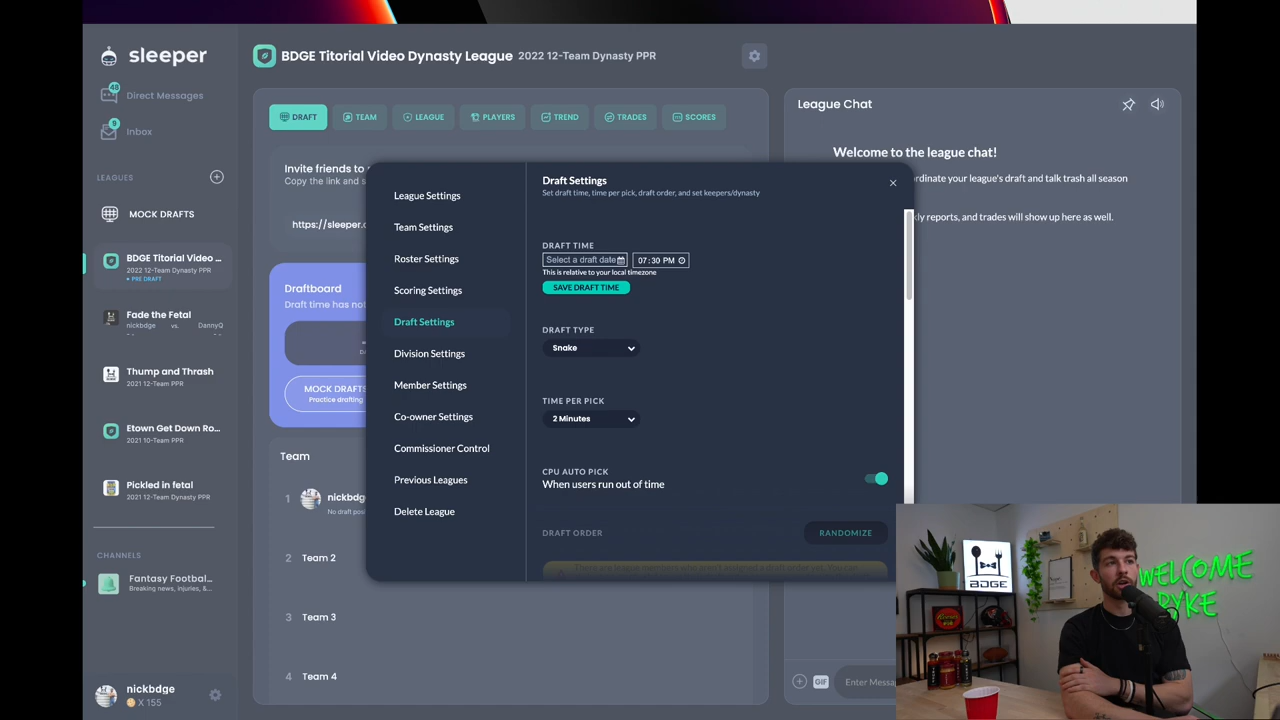 sleeper
BDGE Titorial Video Dynasty League 2022 12-Team Dynasty PPR
48
Direct Messages
9
Inbox
LEAGUES
MOCK DRAFTS
BDGE Titorial Video ...
2022 12-Team Dynasty PPR
• PRE DRAFT
Fade the Fetal
nickbdge vs. DannyQ
Thump and Thrash
2021 12-Team PPR
Etown Get Down Ro...
2021 10-Team PPR
Pickled in fetal
2021 12-Team Dynasty PPR
CHANNELS
Fantasy Footbal...
Breaking news, injuries, &...
nickbdge
X 155
DRAFT TEAM LEAGUE PLAYERS TREND TRADES SCORES
Invite friends to
Copy the link and s
https://sleeper.c
Draftboard
Draft time has not
DA
MOCK DRAFTS
Practice drafting
Team
1 nickbdg
No draft pos
2 Team 2
3 Team 3
4 Team 4
League Settings
Team Settings
Roster Settings
Scoring Settings
Draft Settings
Division Settings
Member Settings
Co-owner Settings
Commissioner Control
Previous Leagues
Delete League
Draft Settings
Set draft time, time per pick, draft order, and set keepers/dynasty
DRAFT TIME
Select a draft date 07:30 PM
This is relative to your local timezone
SAVE DRAFT TIME
DRAFT TYPE
Snake
TIME PER PICK
2 Minutes
CPU AUTO PICK
When users run out of time
DRAFT ORDER RANDOMIZE
League Chat
Welcome to the league chat!
ordinate your league's draft and talk trash all season
kly reports, and trades will show up here as well.
GIF Enter Messa
BDGE
WELCOME
RYKE